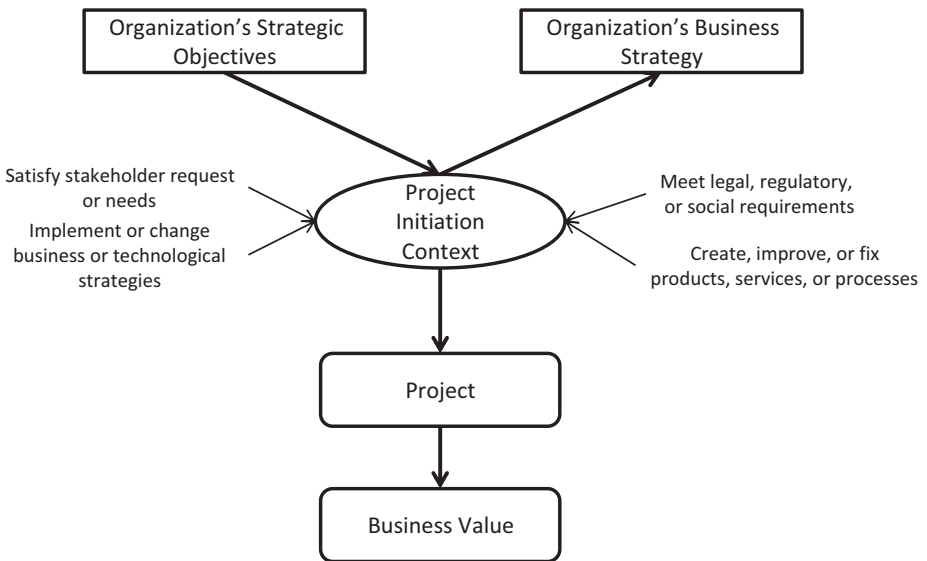 Organization's Strategic
Objectives
Organization's Business
Strategy
Satisfy stakeholder request
or needs
Implement or change
business or technological
strategies
Project
Initiation
Context
Meet legal, regulatory,
or social requirements
Create, improve, or fix
products, services, or processes
Project
Business Value